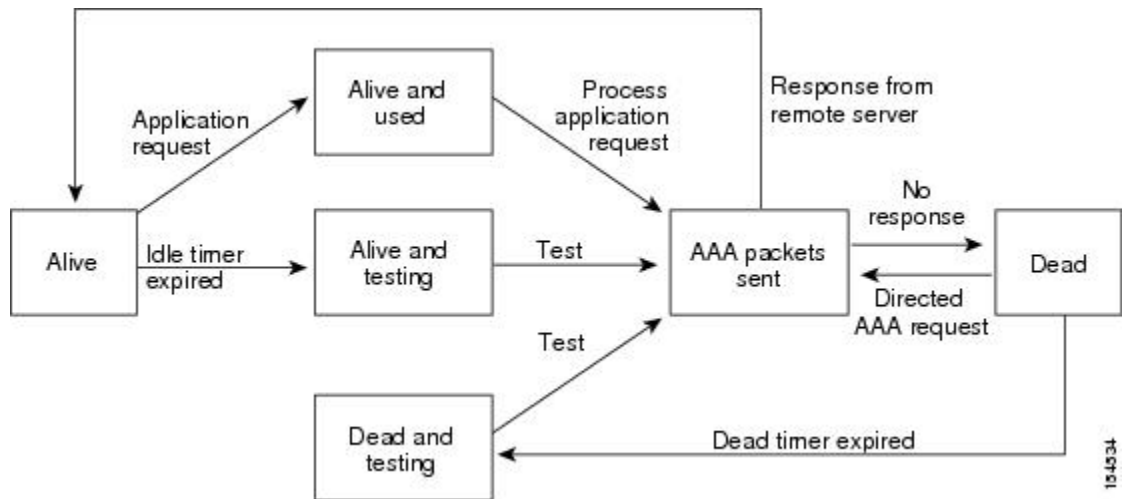 Alive and
used
Application
request
Process
application
request
Response from
remote server
Alive
Idle timer
expired
Alive and
testing
Test
AAA packets
sent
No
response
Directed
AAA request
Dead
Test
Dead and
testing
Dead timer expired
154534